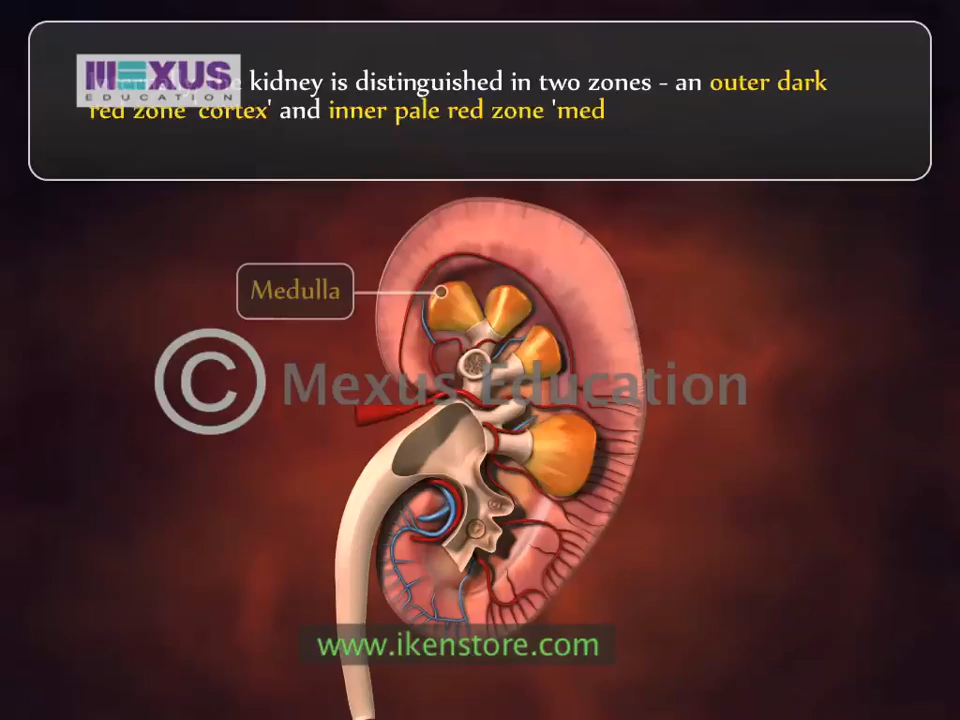 MEXUS
EDUCATION
kidney is distinguished in two zones - an outer dark
red zone 'cortex' and inner pale red zone 'med
Medulla
© Mexus Education
www.ikenstore.com